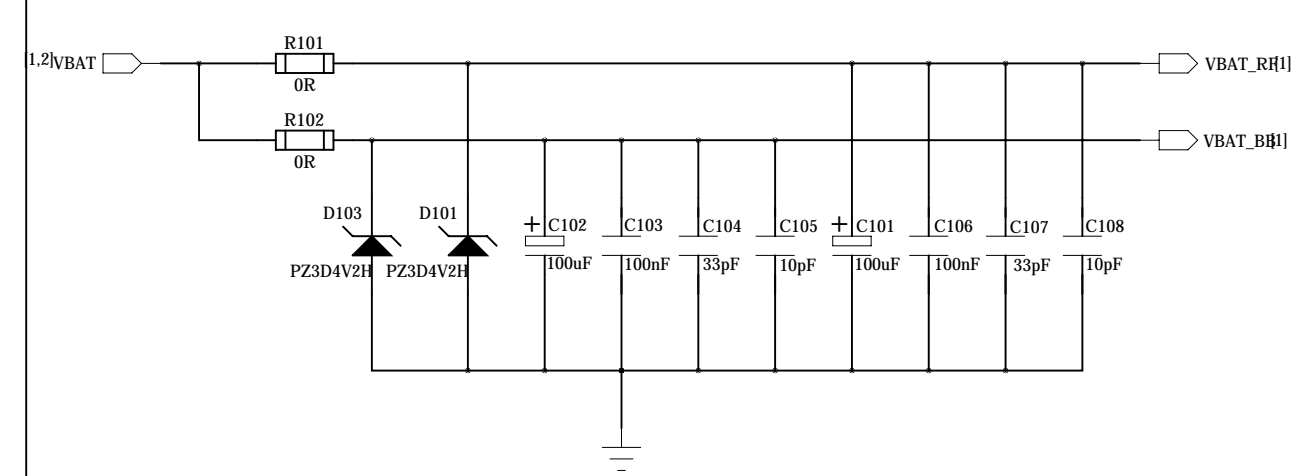 R101
[1,2]VBAT
VBAT_RF[1]
0R
R102
VBAT_BB[1]
0R
D103
D101
+
C102
C103
C104
C105
+
C101
C106
C107
C108
PZ3D4V2H
PZ3D4V2H
100uF
100nF
33pF
10pF
100uF
100nF
33pF
10pF